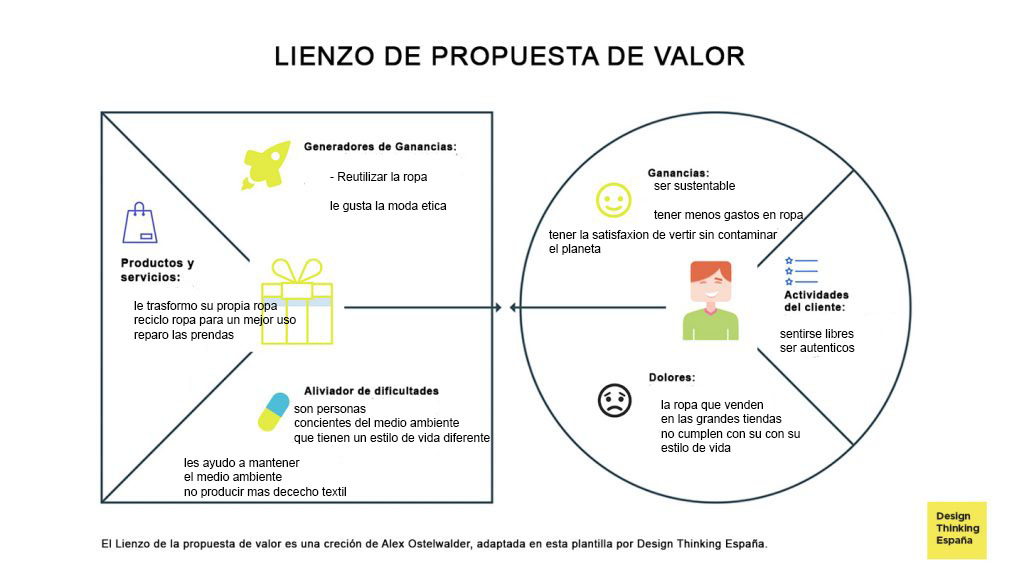 LIENZO DE PROPUESTA DE VALOR
Generadores de Ganancias:
- Reutilizar la ropa
le gusta la moda etica
Productos y
servicios:
le trasformo su propia ropa
reciclo ropa para un mejor uso
reparo las prendas
Aliviador de dificultades
son personas
concientes del medio ambiente
que tienen un estilo de vida diferente
les ayudo a mantener
el medio ambiente
no producir mas dececho textil
Ganancias:
ser sustentable
tener menos gastos en ropa
tener la satisfaxion de vertir sin contaminar
el planeta
Actividades
del cliente:
sentirse libres
ser autenticos
Dolores:
la ropa que venden
en las grandes tiendas
no cumplen con su con su
estilo de vida
El Lienzo de la propuesta de valor es una creción de Alex Ostelwalder, adaptada en esta plantilla por Design Thinking España.
Design
Thinking
España